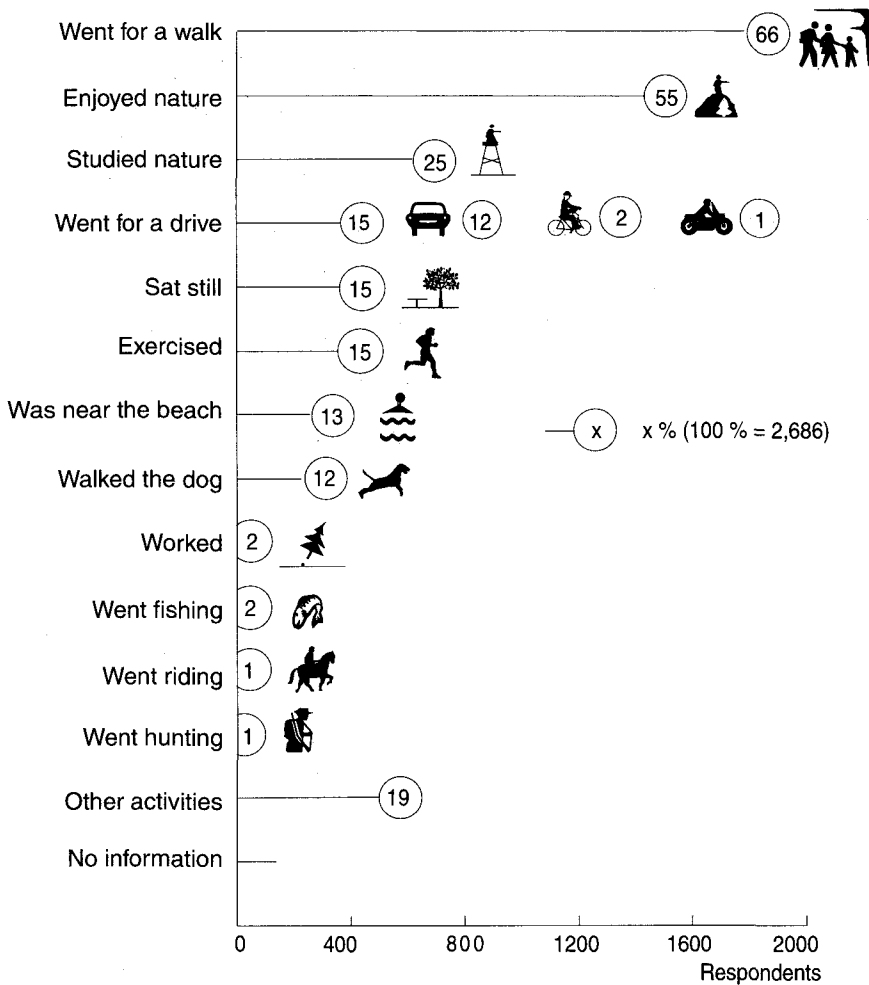 Went for a walk 66
Enjoyed nature 55
Studied nature 25
Went for a drive 15 12 2 1
Sat still 15
Exercised 15
Was near the beach 13
x x % (100 % = 2,686)
Walked the dog 12
Worked 2
Went fishing 2
Went riding 1
Went hunting 1
Other activities 19
No information
0 400 800 1200 1600 2000
Respondents